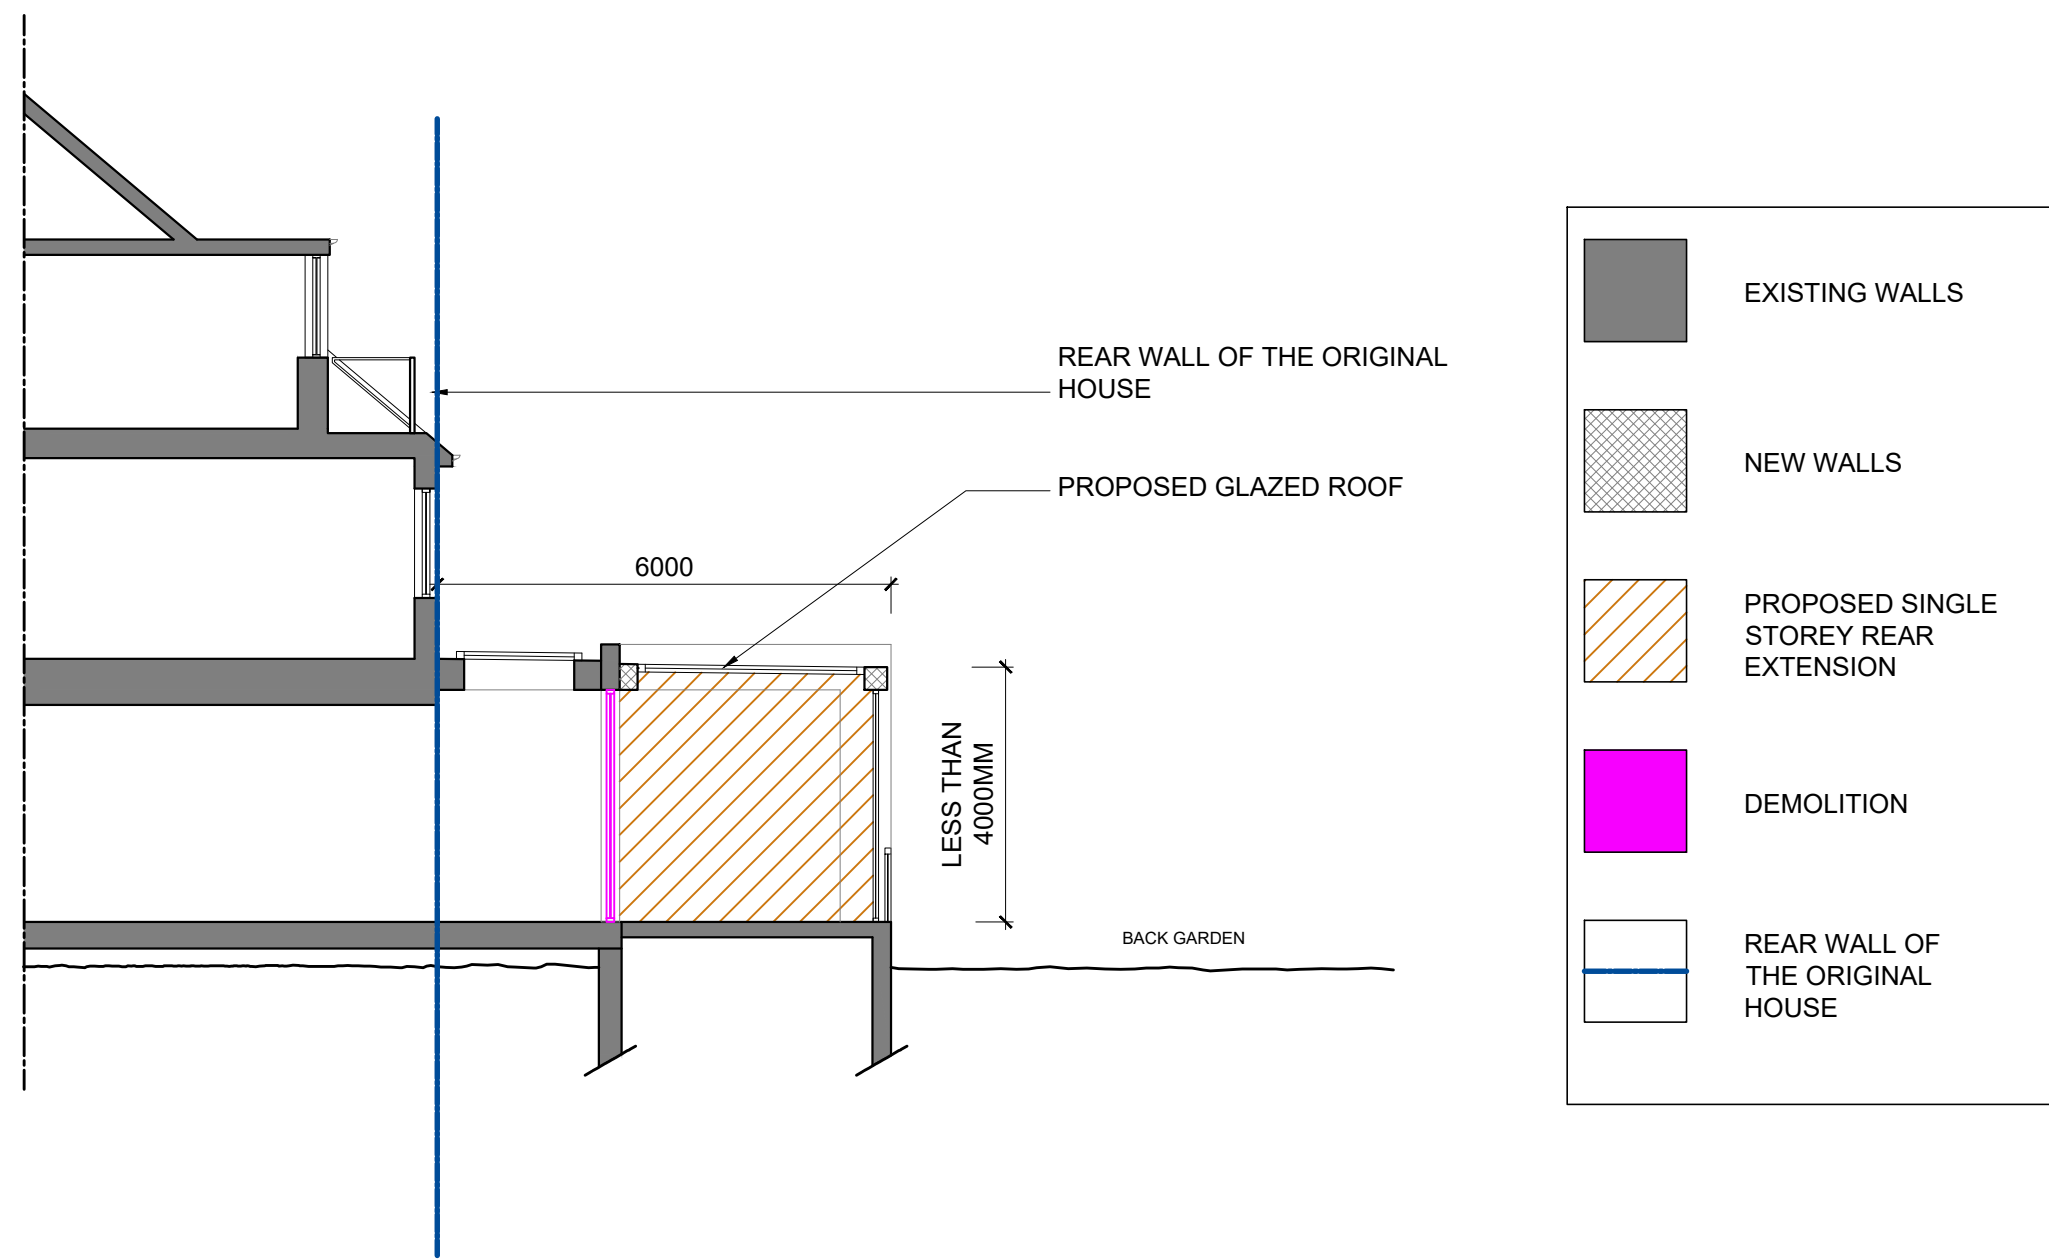 REAR WALL OF THE ORIGINAL
HOUSE
PROPOSED GLAZED ROOF
6000
LESS THAN
4000MM
BACK GARDEN
EXISTING WALLS
NEW WALLS
PROPOSED SINGLE
STOREY REAR
EXTENSION
DEMOLITION
REAR WALL OF
THE ORIGINAL
HOUSE